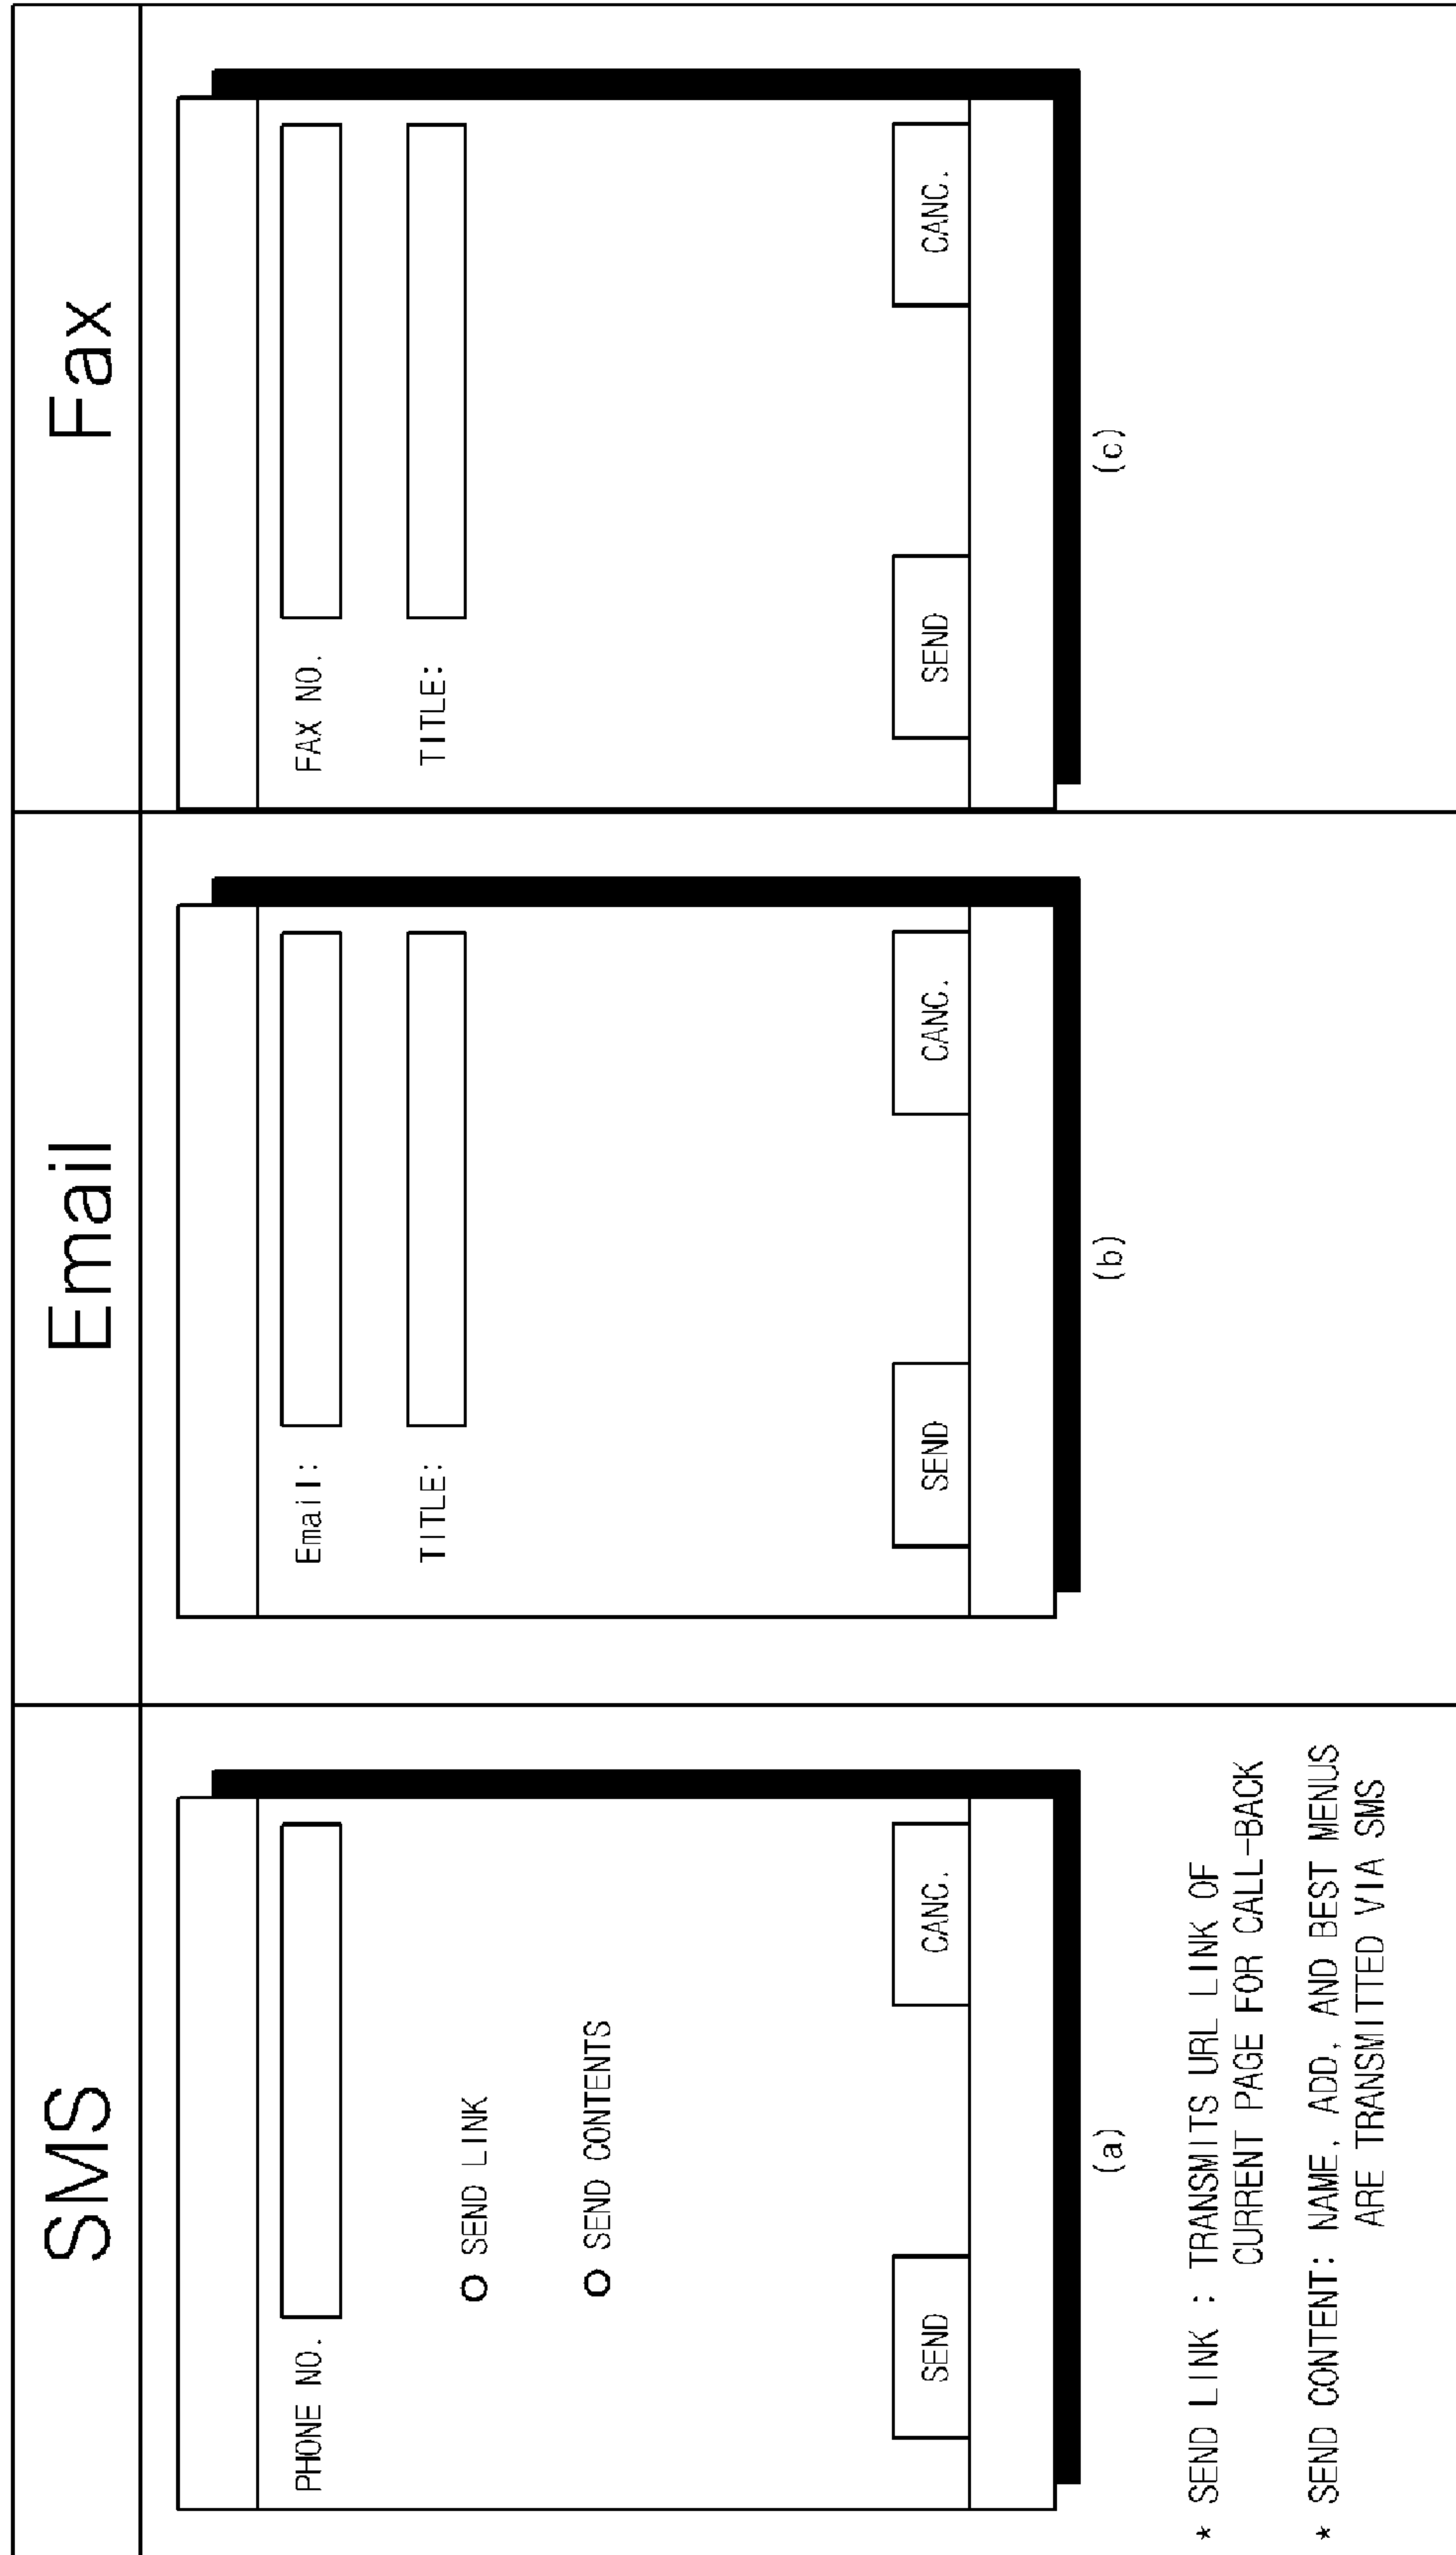 SMS
PHONE NO.
O SEND LINK
O SEND CONTENTS
SEND
CANC.
(a)
* SEND LINK : TRANSMITS URL LINK OF
CURRENT PAGE FOR CALL-BACK
* SEND CONTENT: NAME, ADD, AND BEST MENUS
ARE TRANSMITTED VIA SMS
Email
Email:
TITLE:
SEND
CANC.
(b)
Fax
FAX NO.
TITLE:
SEND
CANC.
(c)